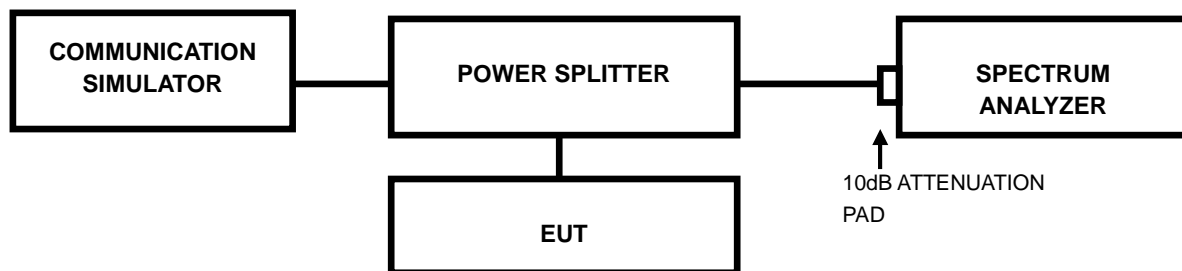 COMMUNICATION
SIMULATOR
POWER SPLITTER
SPECTRUM
ANALYZER
10dB ATTENUATION
PAD
EUT